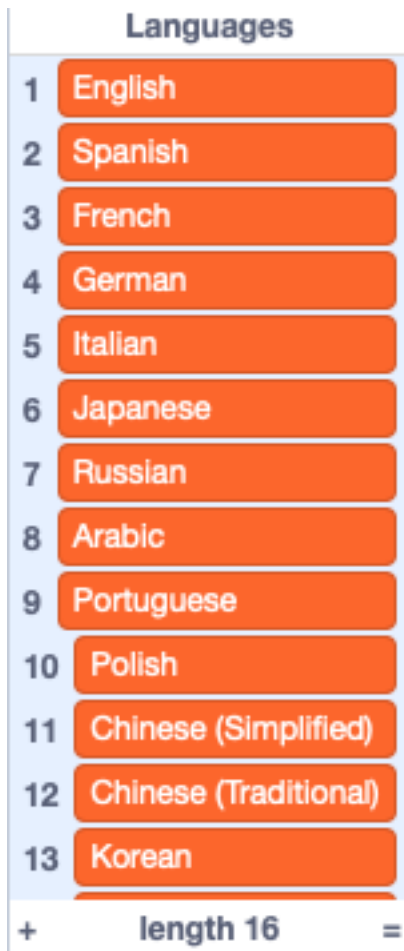 Languages
1 English
2 Spanish
3 French
4 German
5 Italian
6 Japanese
7 Russian
8 Arabic
9 Portuguese
10 Polish
11 Chinese (Simplified)
12 Chinese (Traditional)
13 Korean
+ length 16 =